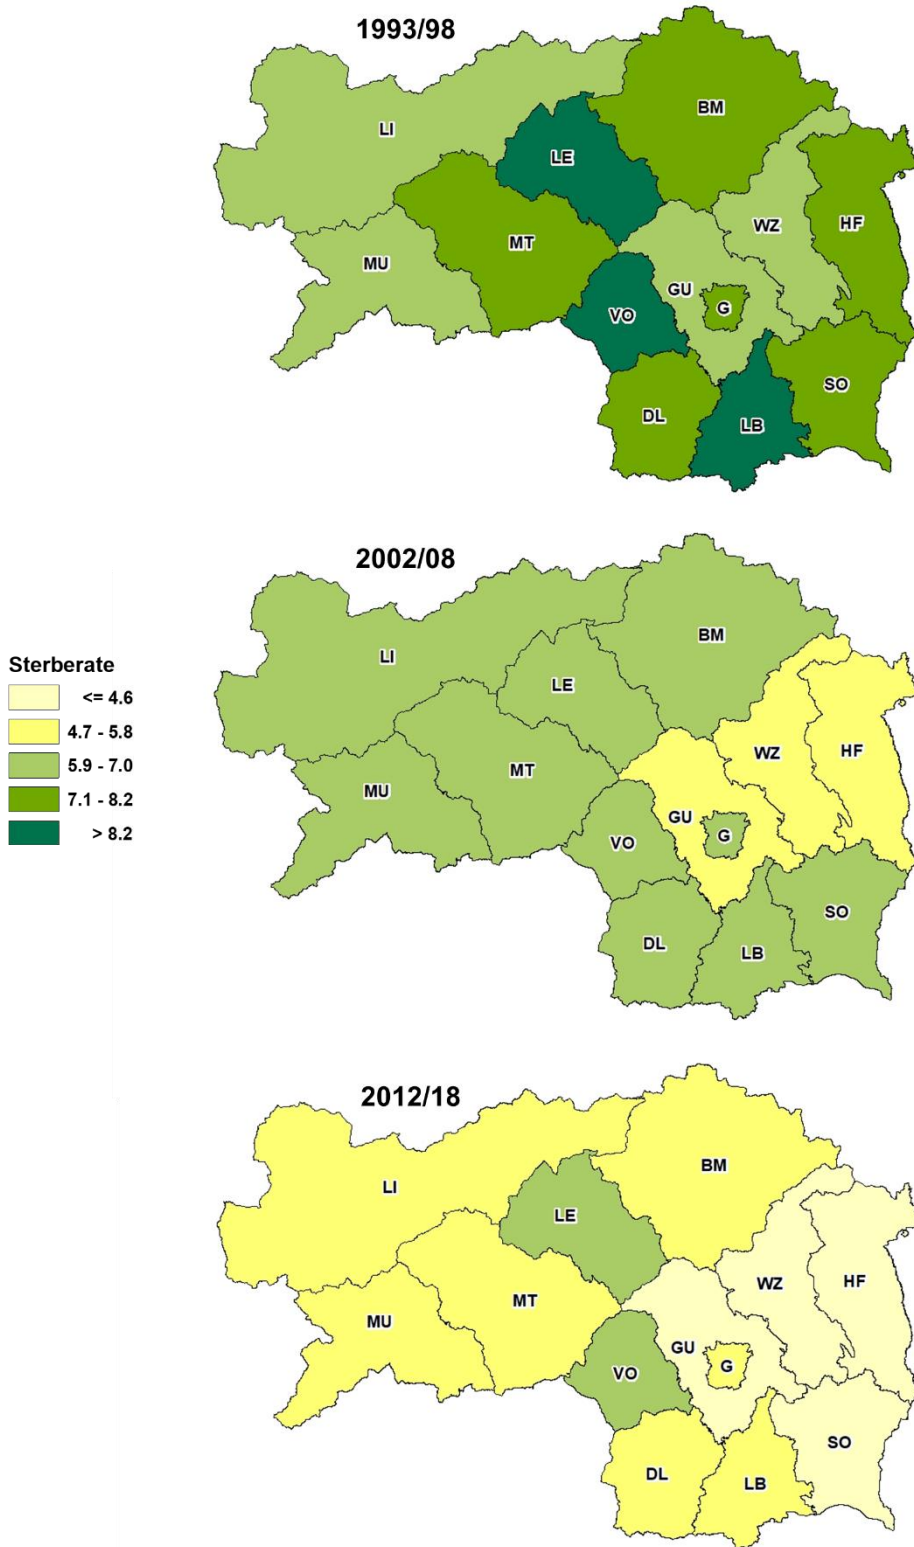 1993/98
BM
LI
LE
WZ
HF
MT
MU
GU
G
VO
SO
DL
LB
2002/08
BM
LI
Sterberate
LE
<= 4.6
4.7 - 5.8
WZ
HF
5.9 - 7.0
MT
MU
7.1 - 8.2
GU
> 8.2
G
VO
SO
DL
LB
2012/18
BM
LI
LE
WZ
HF
MT
MU
GU
G
VO
SO
DL
LB